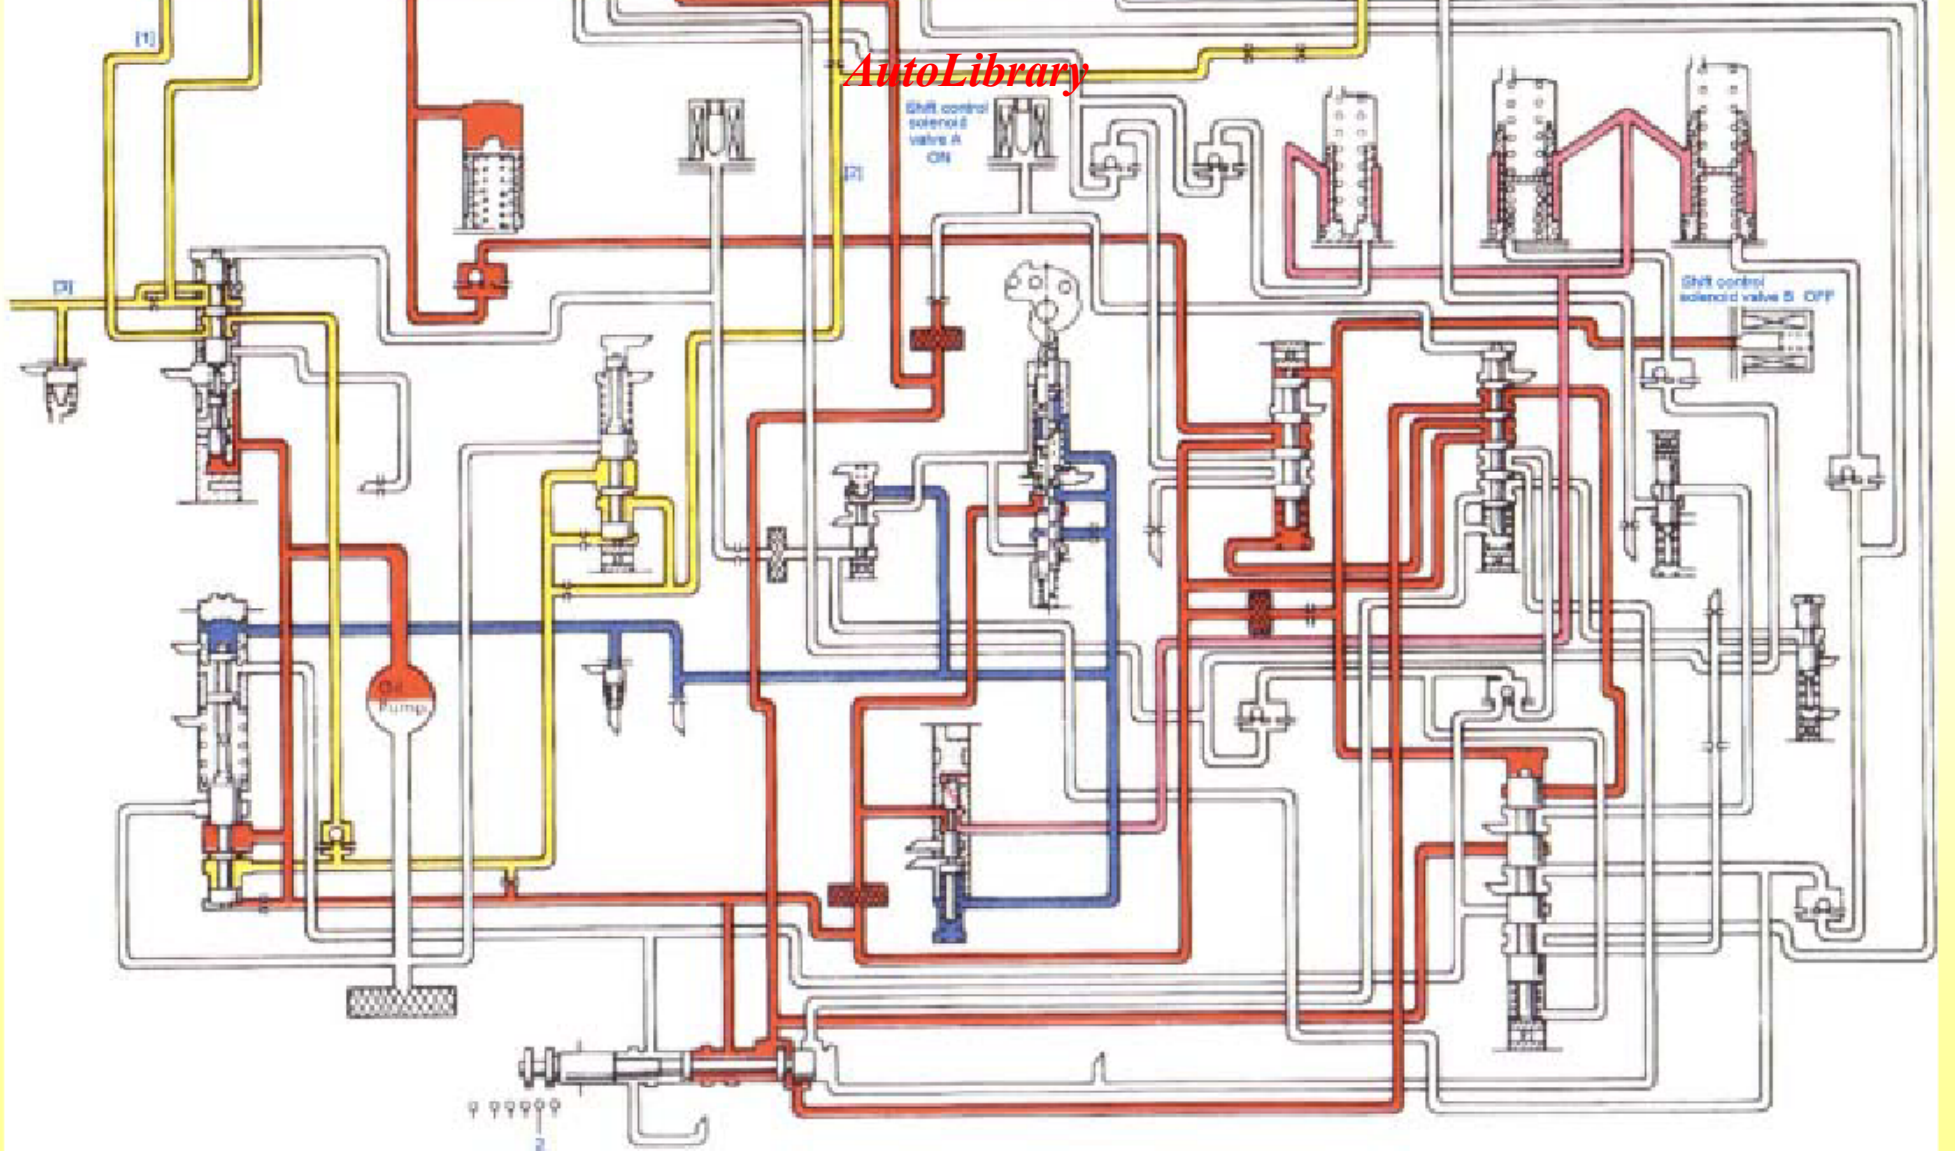 [1]
AutoLibrary
Shift control
solenoid
valve A
ON
[2]
[3]
Shift control
solenoid valve B OFF
Oil
Pump
2